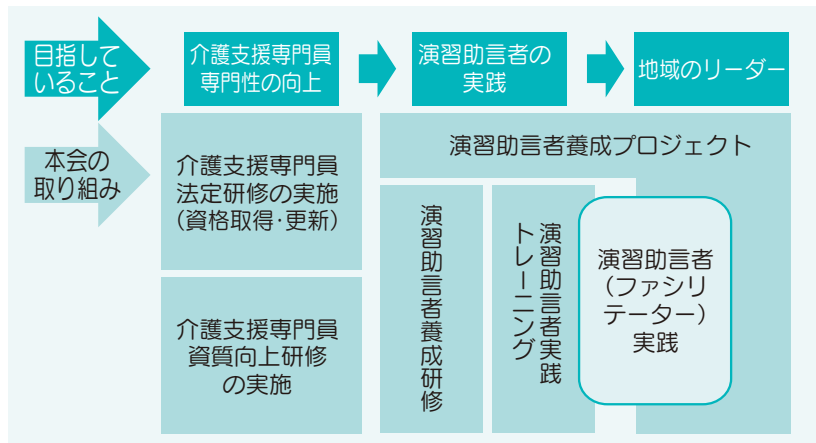 目指して
いること
介護支援専門員
専門性の向上
演習助言者の
実践
地域のリーダー
本会の
取り組み
介護支援専門員
法定研修の実施
(資格取得・更新)
介護支援専門員
資質向上研修
の実施
演習助言者養成プロジェクト
演習助言者養成研修
演習助言者実践
トレーニング
演習助言者
(ファシリ
テーター)
実践